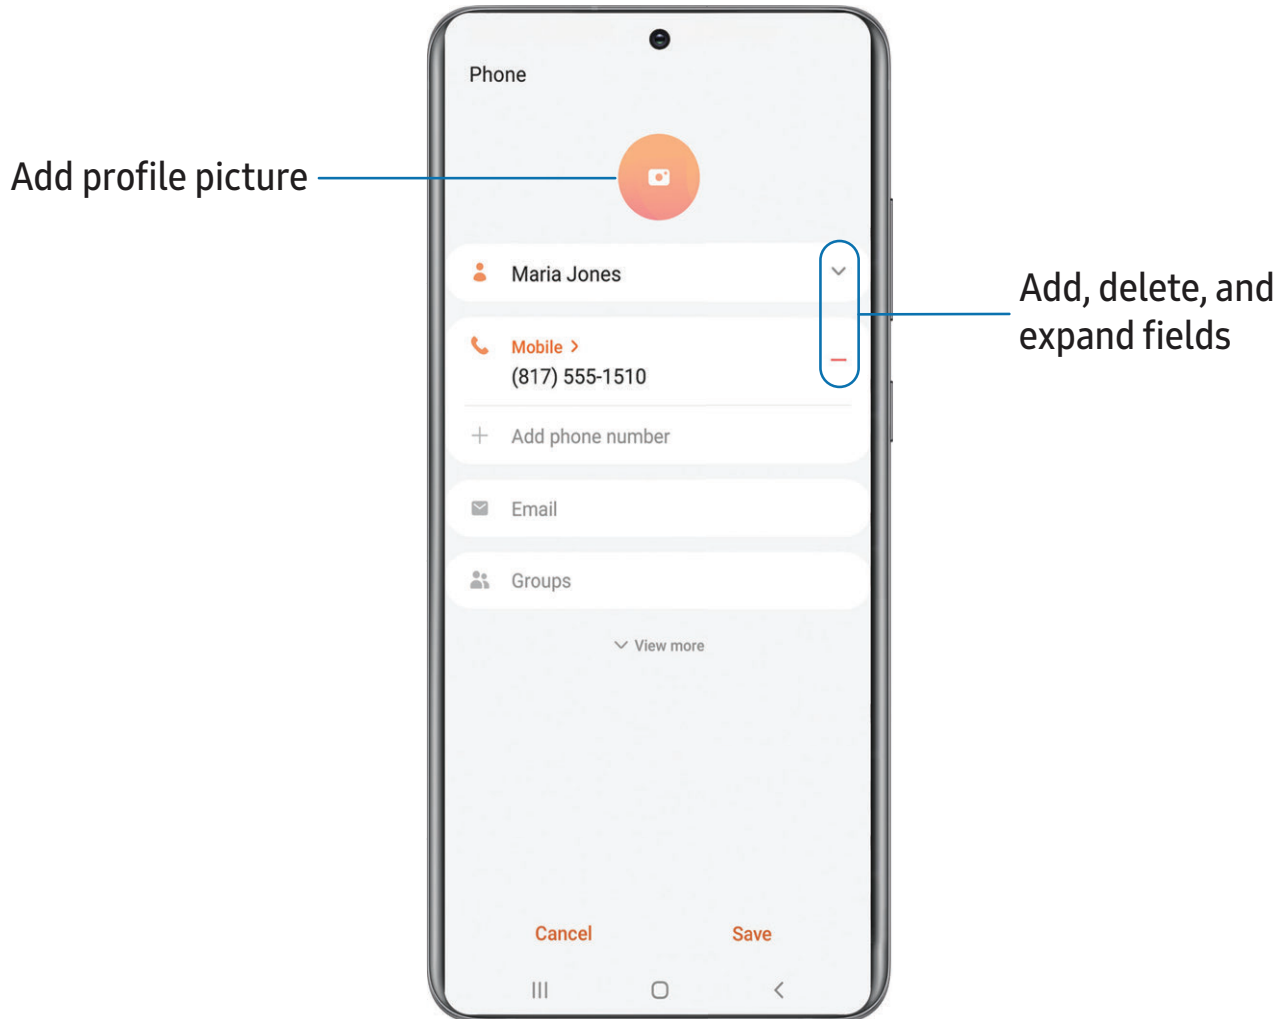 Phone
Add profile picture
Maria Jones
Add, delete, and
expand fields
Mobile >
(817) 555-1510
Add phone number
Email
Groups
View more
Cancel
Save